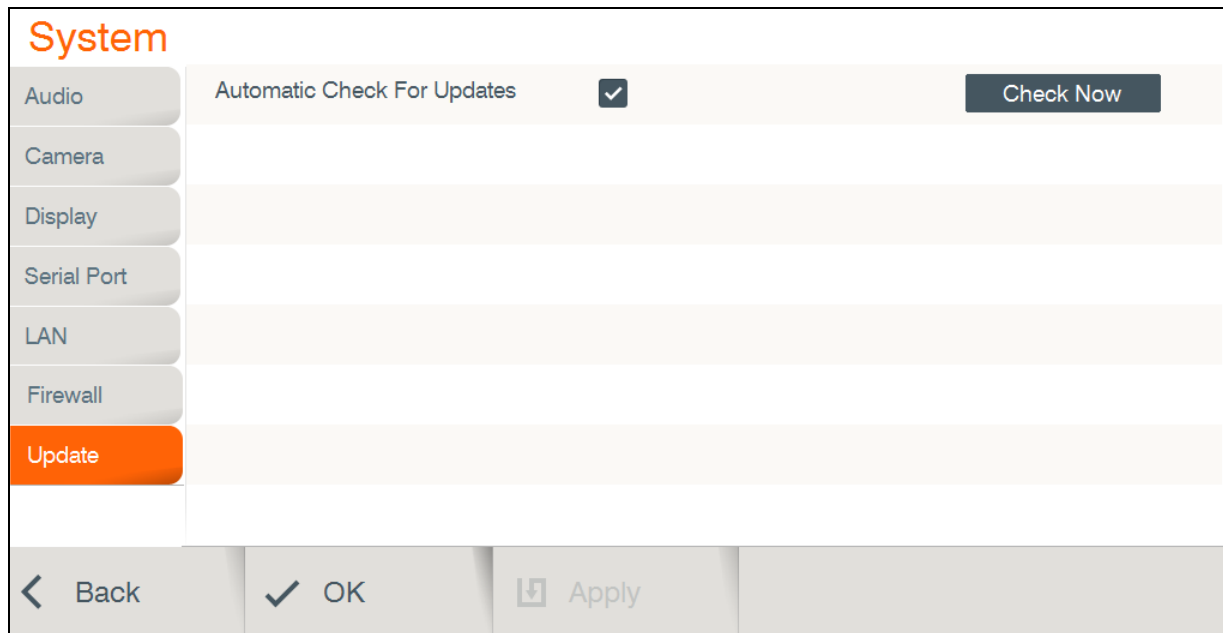 System
Audio
Automatic Check For Updates
Check Now
Camera
Display
Serial Port
LAN
Firewall
Update
Back
OK
Apply